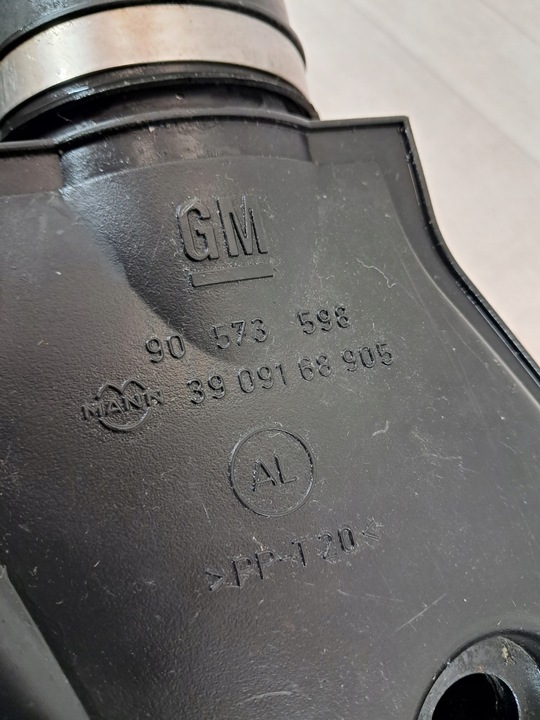 GM
90 573 598
MANN 39 091 68 905
AL
>PP-T20<